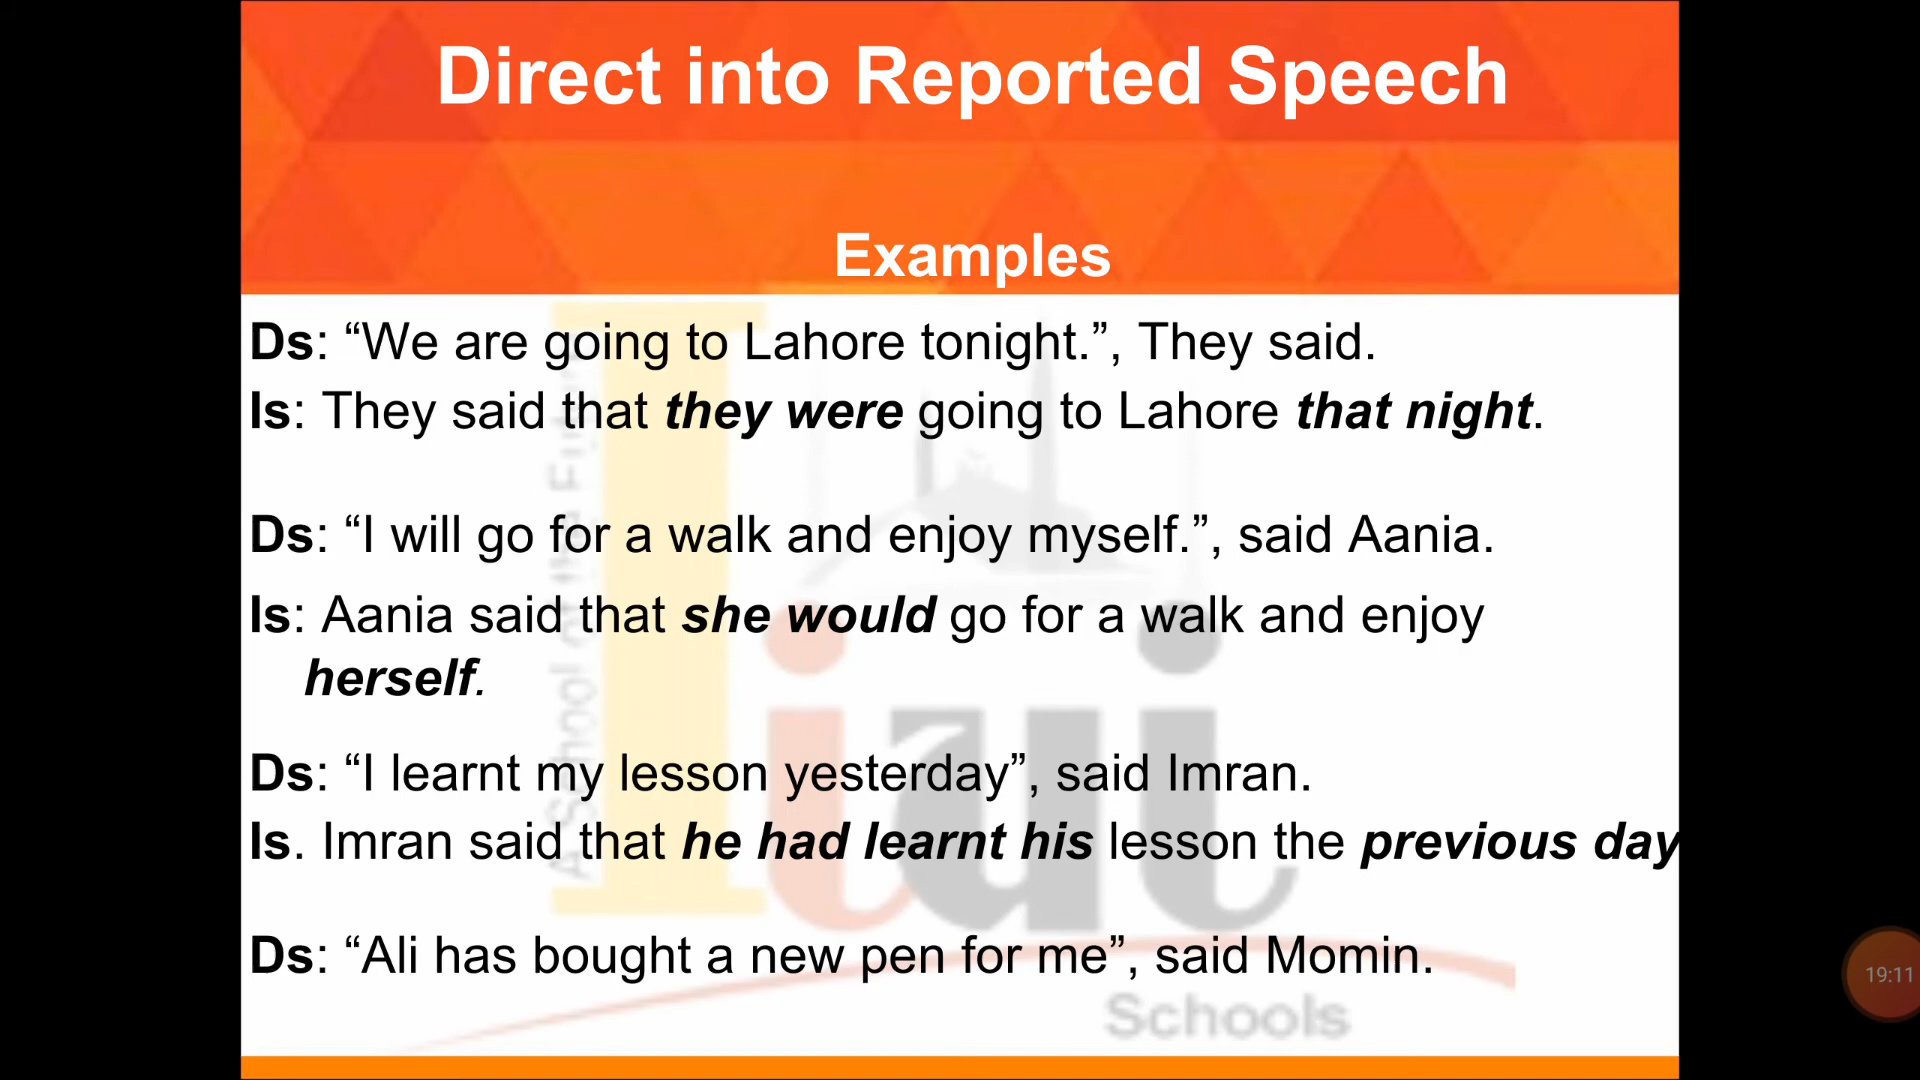 Direct into Reported Speech
Examples
Ds: “We are going to Lahore tonight.”, They said.
Is: They said that they were going to Lahore that night.
Ds: “I will go for a walk and enjoy myself.”, said Aania.
Is: Aania said that she would go for a walk and enjoy
herself.
Ds: “I learnt my lesson yesterday”, said Imran.
Is. Imran said that he had learnt his lesson the previous day
Ds: “Ali has bought a new pen for me”, said Momin.
iiui
Schools
19:11